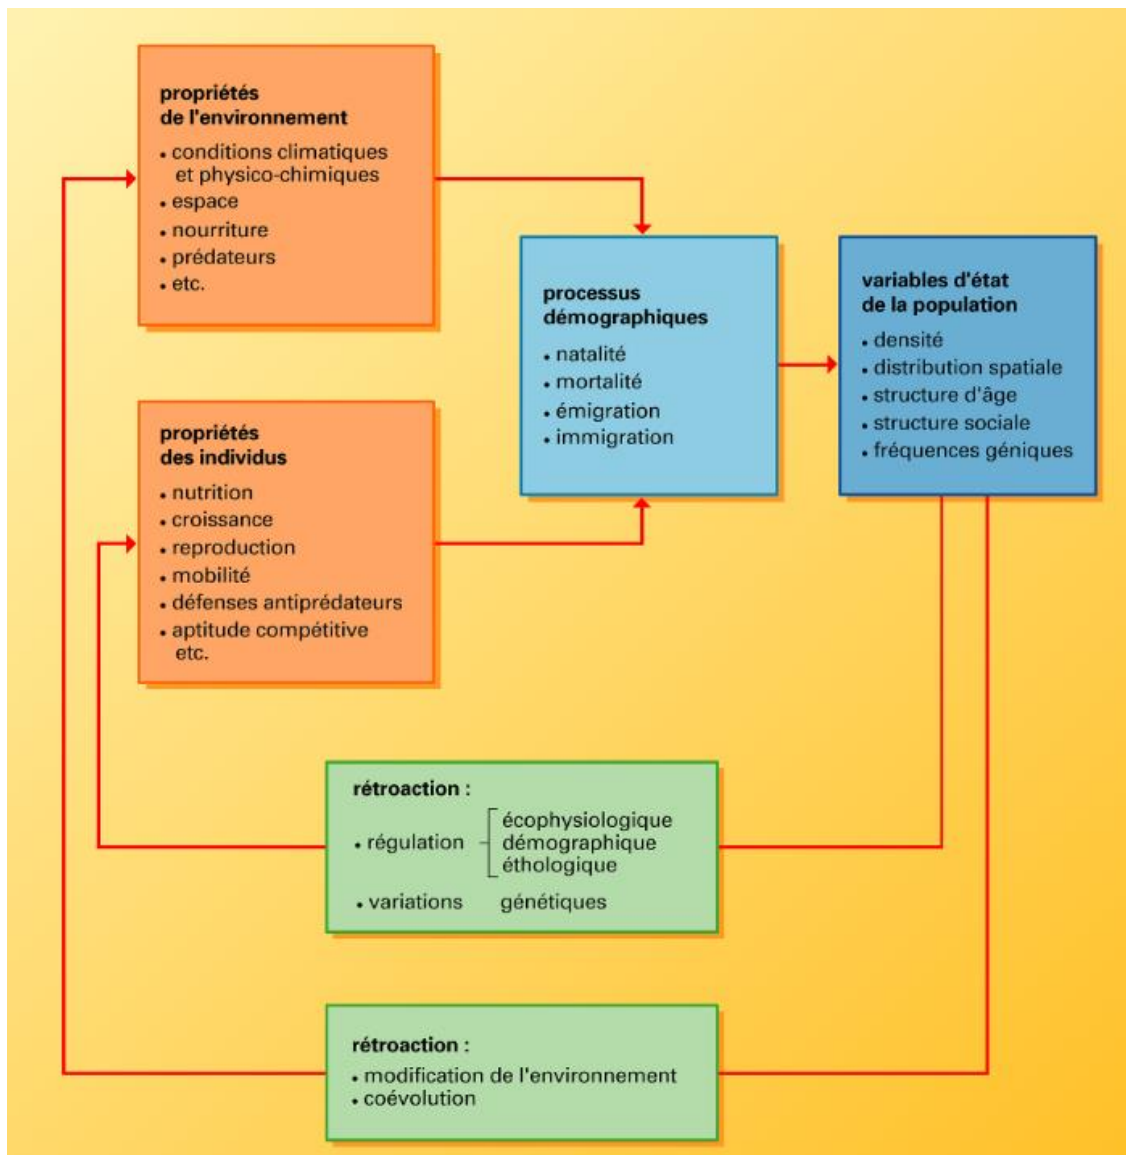 propriétés
de l'environnement
• conditions climatiques
et physico-chimiques
• espace
• nourriture
• prédateurs
• etc.
propriétés
des individus
• nutrition
• croissance
• reproduction
• mobilité
• défenses antiprédateurs
• aptitude compétitive
etc.
processus
démographiques
• natalité
• mortalité
• émigration
• immigration
variables d'état
de la population
• densité
• distribution spatiale
• structure d'âge
• structure sociale
• fréquences géniques
rétroaction :
écophysiologique
• régulation démographique
éthologique
• variations génétiques
rétroaction :
• modification de l'environnement
• coévolution